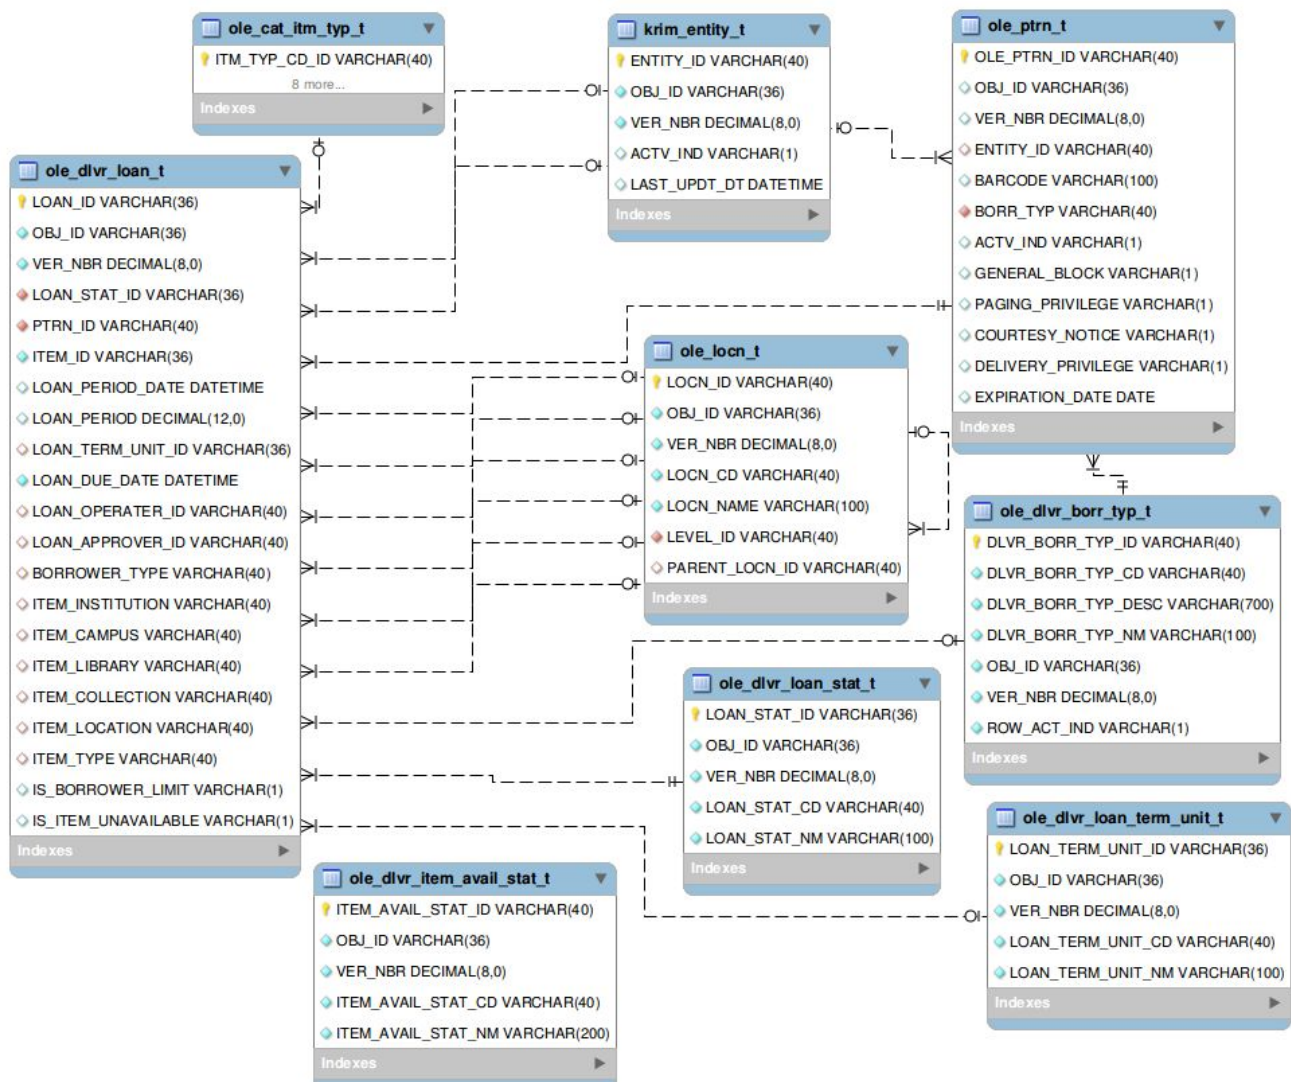 ole_cat_itm_typ_t
ITM_TYP_CD_ID VARCHAR(40)
8 more...
Indexes
krim_entity_t
ENTITY_ID VARCHAR(40)
OBJ_ID VARCHAR(36)
VER_NBR DECIMAL(8,0)
ACTV_IND VARCHAR(1)
LAST_UPDT_DT DATETIME
Indexes
ole_ptrn_t
OLE_PTRN_ID VARCHAR(40)
OBJ_ID VARCHAR(36)
VER_NBR DECIMAL(8,0)
ENTITY_ID VARCHAR(40)
BARCODE VARCHAR(100)
BORR_TYP VARCHAR(40)
ACTV_IND VARCHAR(1)
GENERAL_BLOCK VARCHAR(1)
PAGING_PRIVILEGE VARCHAR(1)
COURTESY_NOTICE VARCHAR(1)
DELIVERY_PRIVILEGE VARCHAR(1)
EXPIRATION_DATE DATE
Indexes
ole_dlvr_loan_t
LOAN_ID VARCHAR(36)
OBJ_ID VARCHAR(36)
VER_NBR DECIMAL(8,0)
LOAN_STAT_ID VARCHAR(36)
PTRN_ID VARCHAR(40)
ITEM_ID VARCHAR(36)
LOAN_PERIOD_DATE DATETIME
LOAN_PERIOD DECIMAL(12,0)
LOAN_TERM_UNIT_ID VARCHAR(36)
LOAN_DUE_DATE DATETIME
LOAN_OPERATER_ID VARCHAR(40)
LOAN_APPROVER_ID VARCHAR(40)
BORROWER_TYPE VARCHAR(40)
ITEM_INSTITUTION VARCHAR(40)
ITEM_CAMPUS VARCHAR(40)
ITEM_LIBRARY VARCHAR(40)
ITEM_COLLECTION VARCHAR(40)
ITEM_LOCATION VARCHAR(40)
ITEM_TYPE VARCHAR(40)
IS_BORROWER_LIMIT VARCHAR(1)
IS_ITEM_UNAVAILABLE VARCHAR(1)
Indexes
ole_locn_t
LOCN_ID VARCHAR(40)
OBJ_ID VARCHAR(36)
VER_NBR DECIMAL(8,0)
LOCN_CD VARCHAR(40)
LOCN_NAME VARCHAR(100)
LEVEL_ID VARCHAR(40)
PARENT_LOCN_ID VARCHAR(40)
Indexes
ole_dlvr_borr_typ_t
DLVR_BORR_TYP_ID VARCHAR(40)
DLVR_BORR_TYP_CD VARCHAR(40)
DLVR_BORR_TYP_DESC VARCHAR(700)
DLVR_BORR_TYP_NM VARCHAR(100)
OBJ_ID VARCHAR(36)
VER_NBR DECIMAL(8,0)
ROW_ACT_IND VARCHAR(1)
Indexes
ole_dlvr_loan_stat_t
LOAN_STAT_ID VARCHAR(36)
OBJ_ID VARCHAR(36)
VER_NBR DECIMAL(8,0)
LOAN_STAT_CD VARCHAR(40)
LOAN_STAT_NM VARCHAR(100)
Indexes
ole_dlvr_loan_term_unit_t
LOAN_TERM_UNIT_ID VARCHAR(36)
OBJ_ID VARCHAR(36)
VER_NBR DECIMAL(8,0)
LOAN_TERM_UNIT_CD VARCHAR(40)
LOAN_TERM_UNIT_NM VARCHAR(100)
Indexes
ole_dlvr_item_avail_stat_t
ITEM_AVAIL_STAT_ID VARCHAR(40)
OBJ_ID VARCHAR(36)
VER_NBR DECIMAL(8,0)
ITEM_AVAIL_STAT_CD VARCHAR(40)
ITEM_AVAIL_STAT_NM VARCHAR(200)
Indexes